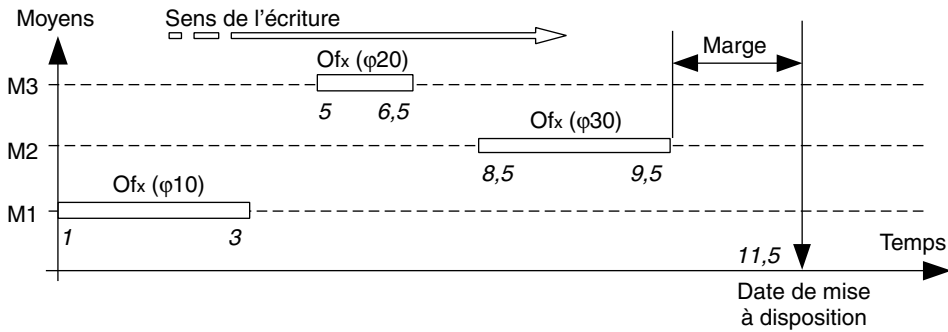 Moyens
Sens de l'écriture
Marge
Ofx (φ20)
M3
5 6,5
Ofx (φ30)
M2
8,5 9,5
Ofx (φ10)
M1
1 3
11,5
Temps
Date de mise
à disposition